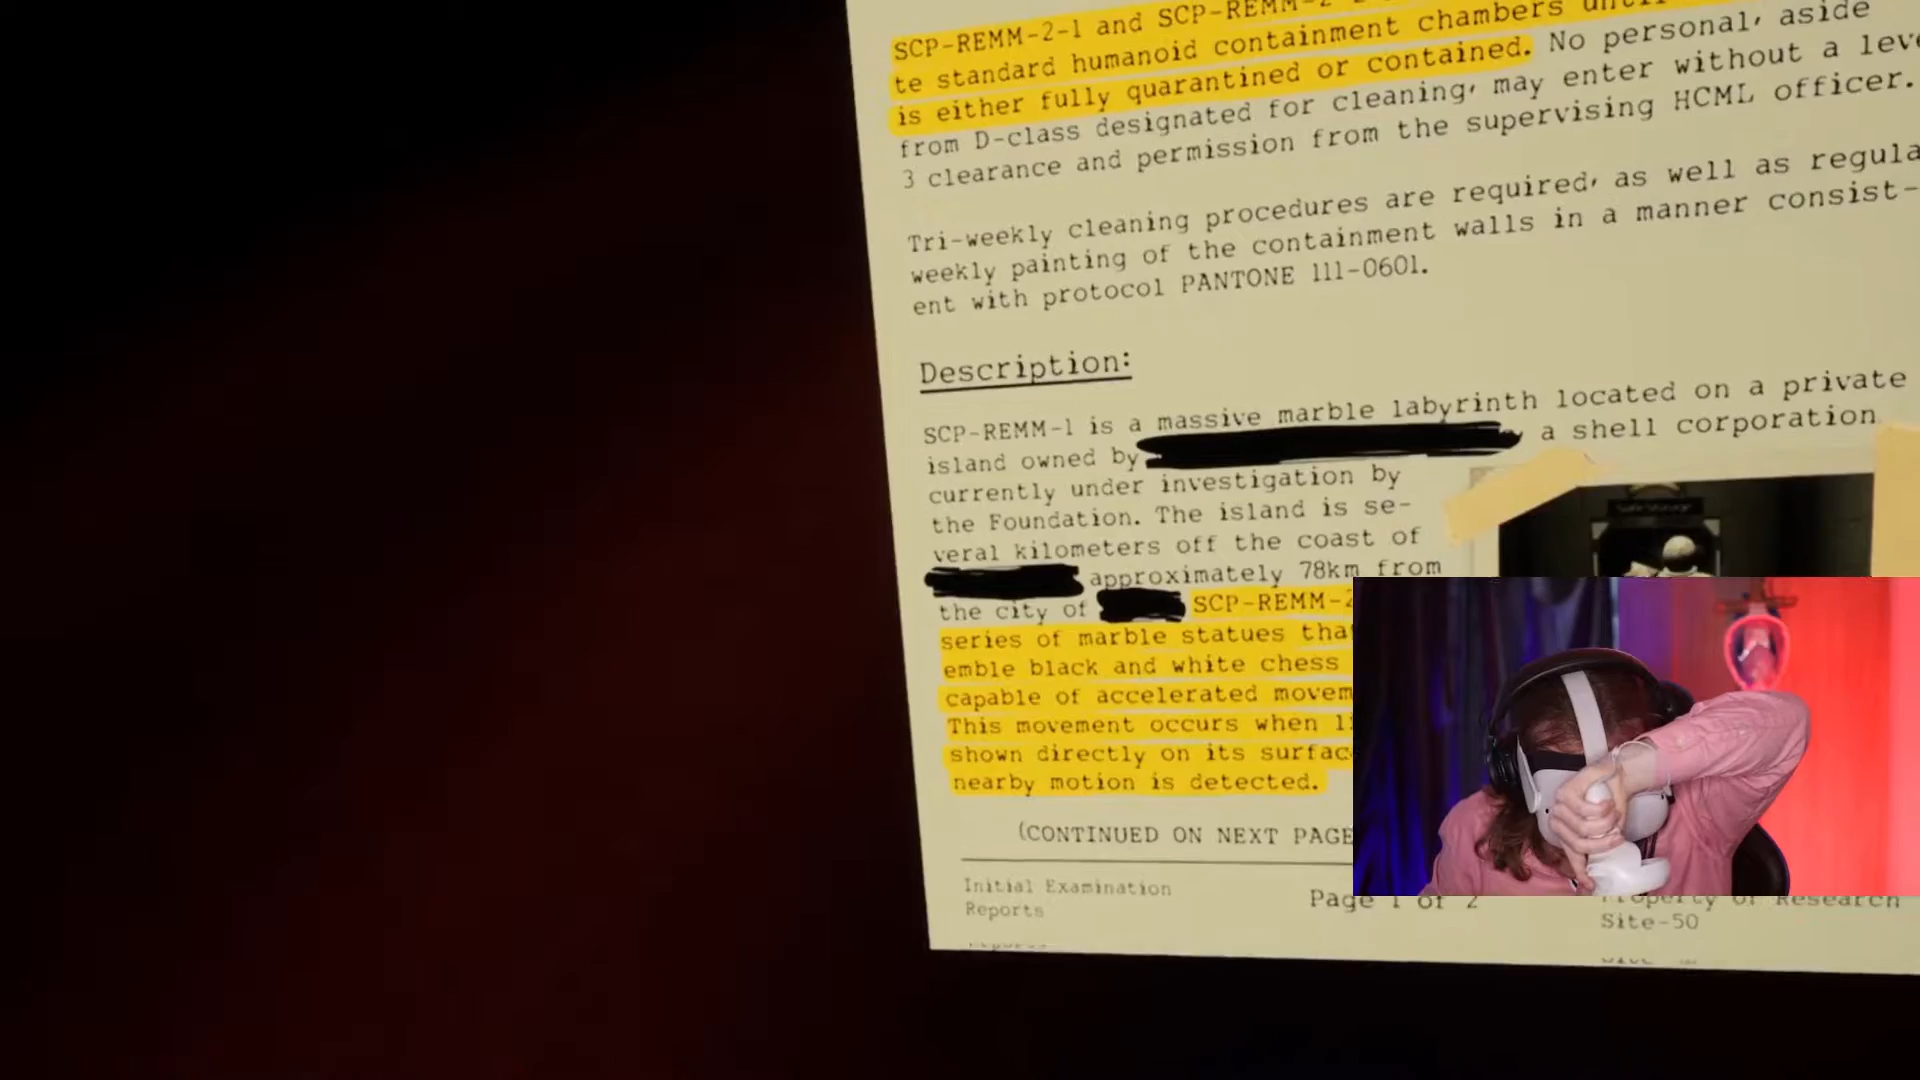 SCP-REMM-2-1 and SCP-REMM-2
te standard humanoid containment chambers until
is either fully quarantined or contained. No personal, aside
from D-class designated for cleaning, may enter without a leve
3 clearance and permission from the supervising HCML officer.
Tri-weekly cleaning procedures are required, as well as regula
weekly painting of the containment walls in a manner consist-
ent with protocol PANTONE 111-0601.
Description:
SCP-REMM-1 is a massive marble labyrinth located on a private
island owned by a shell corporation
currently under investigation by
the Foundation. The island is se-
veral kilometers off the coast of
approximately 78km from
the city of SCP-REMM-2
series of marble statues tha
emble black and white chess
capable of accelerated movem
This movement occurs when li
shown directly on its surfac
nearby motion is detected.
(CONTINUED ON NEXT PAGE
Initial Examination
Reports
Page 1 of 2
Property of Research
Site-50